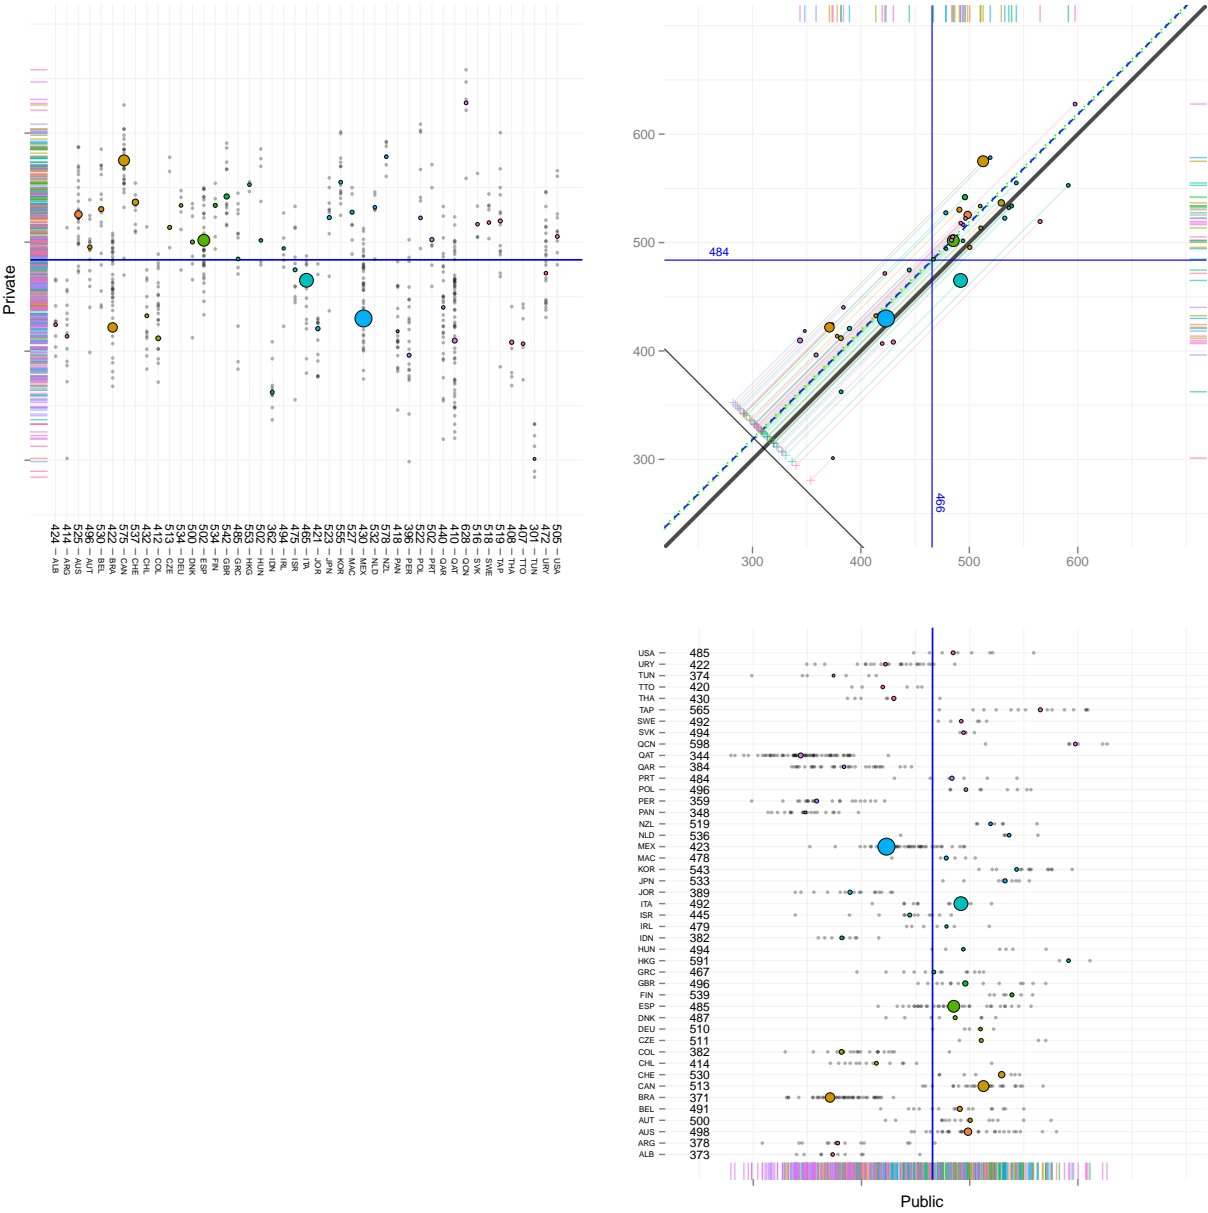 Private
424 – ALB
414 – ARG
525 – AUS
496 – AUT
530 – BEL
422 – BRA
575 – CAN
537 – CHE
432 – CHL
412 – COL
513 – CZE
534 – DEU
500 – DNK
502 – ESP
534 – FIN
542 – GBR
485 – GRC
553 – HKG
502 – HUN
362 – IDN
494 – IRL
475 – ISR
465 – ITA
421 – JOR
523 – JPN
555 – KOR
527 – MAC
430 – MEX
532 – NLD
578 – NZL
418 – PAN
396 – PER
522 – POL
502 – PRT
440 – QAR
410 – QAT
628 – QCN
516 – SVK
518 – SWE
519 – TAP
408 – THA
407 – TTO
301 – TUN
472 – URY
505 – USA
600
500
400
300
484
466
300 400 500 600
USA 485
URY 422
TUN 374
TTO 420
THA 430
TAP 565
SWE 492
SVK 494
QCN 598
QAT 344
QAR 384
PRT 484
POL 496
PER 359
PAN 348
NZL 519
NLD 536
MEX 423
MAC 478
KOR 543
JPN 533
JOR 389
ITA 492
ISR 445
IRL 479
IDN 382
HUN 494
HKG 591
GRC 467
GBR 496
FIN 539
ESP 485
DNK 487
DEU 510
CZE 511
COL 382
CHL 414
CHE 530
CAN 513
BRA 371
BEL 491
AUT 500
AUS 498
ARG 378
ALB 373
Public